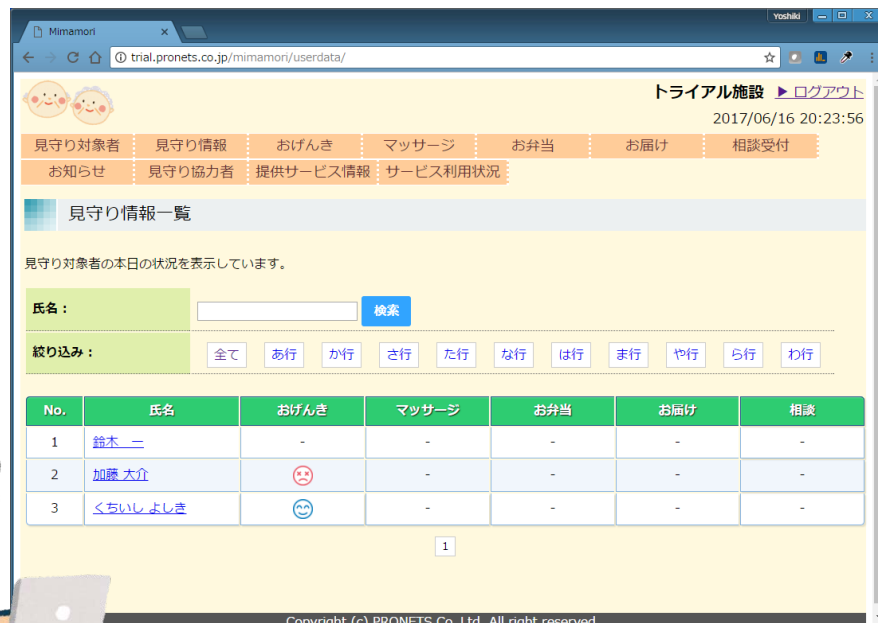 Yoshiki
Mimamori
trial.pronets.co.jp/mimamori/userdata/
トライアル施設 ▶ ログアウト
2017/06/16 20:23:56
見守り対象者 見守り情報 おげんき マッサージ お弁当 お届け 相談受付
お知らせ 見守り協力者 提供サービス情報 サービス利用状況
見守り情報一覧
見守り対象者の本日の状況を表示しています。
氏名： 検索
絞り込み： 全て あ行 か行 さ行 た行 な行 は行 ま行 や行 ら行 わ行
No. 氏名 おげんき マッサージ お弁当 お届け 相談
1 鈴木　一 - - - - -
2 加藤 大介 - - - -
3 くちいし よしき - - - -
1
Copyright (c) PRONETS Co. Ltd. All right reserved.